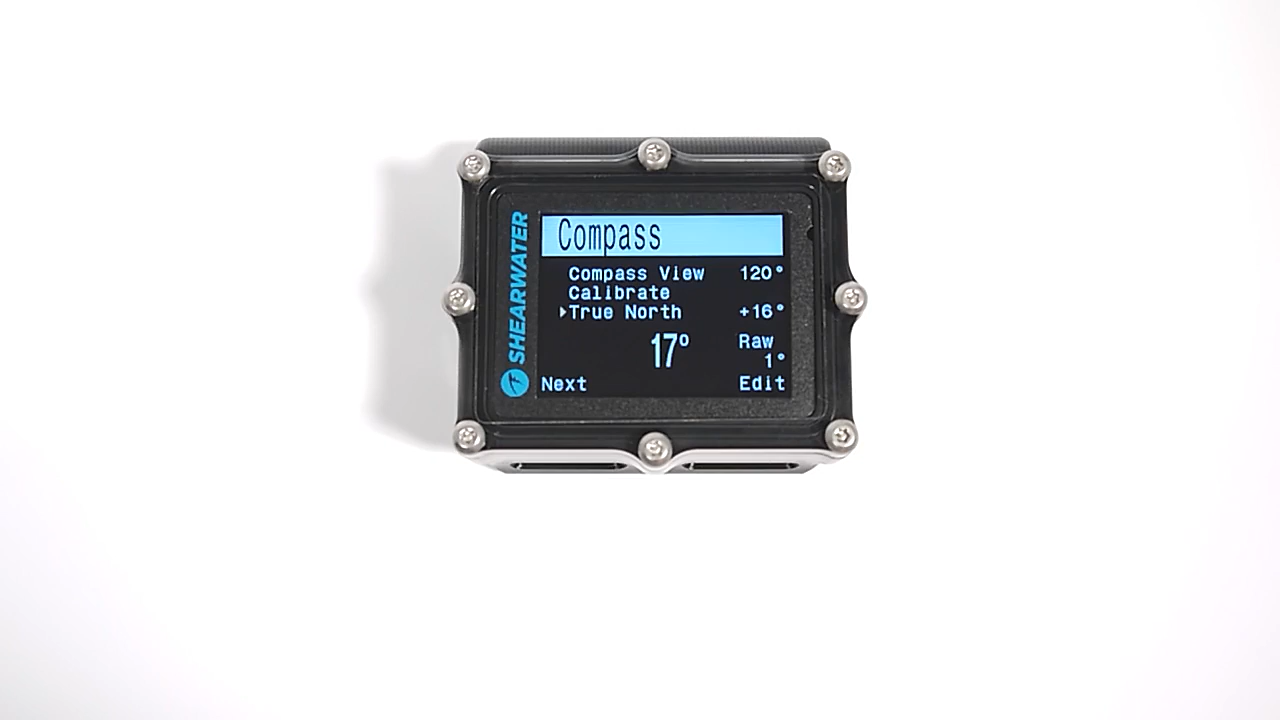 SHEARWATER
Compass
Compass View 120°
Calibrate
True North +16°
17° Raw
1°
Next Edit